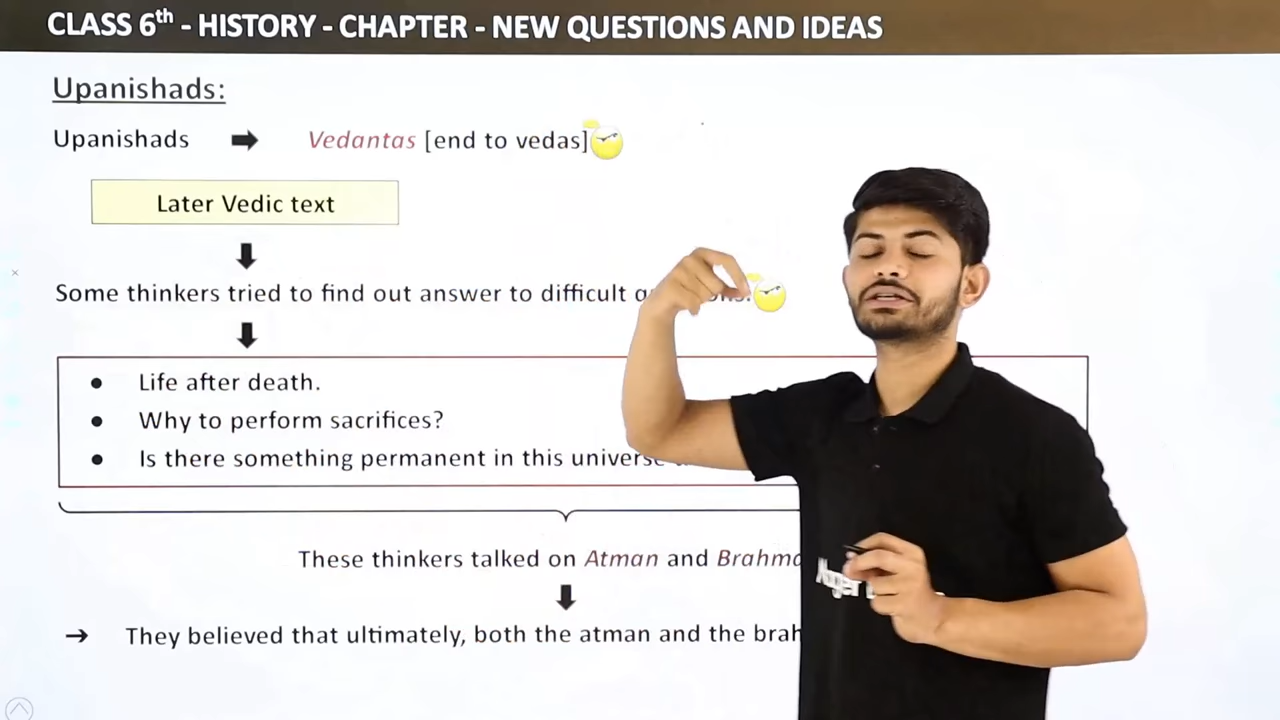 CLASS 6th - HISTORY - CHAPTER - NEW QUESTIONS AND IDEAS
Upanishads:
Upanishads Vedantas [end to vedas]
Later Vedic text
Some thinkers tried to find out answer to difficult
• Life after death.
• Why to perform sacrifices?
• Is there something permanent in this universe
These thinkers talked on Atman and
→ They believed that ultimately, both the atman and the